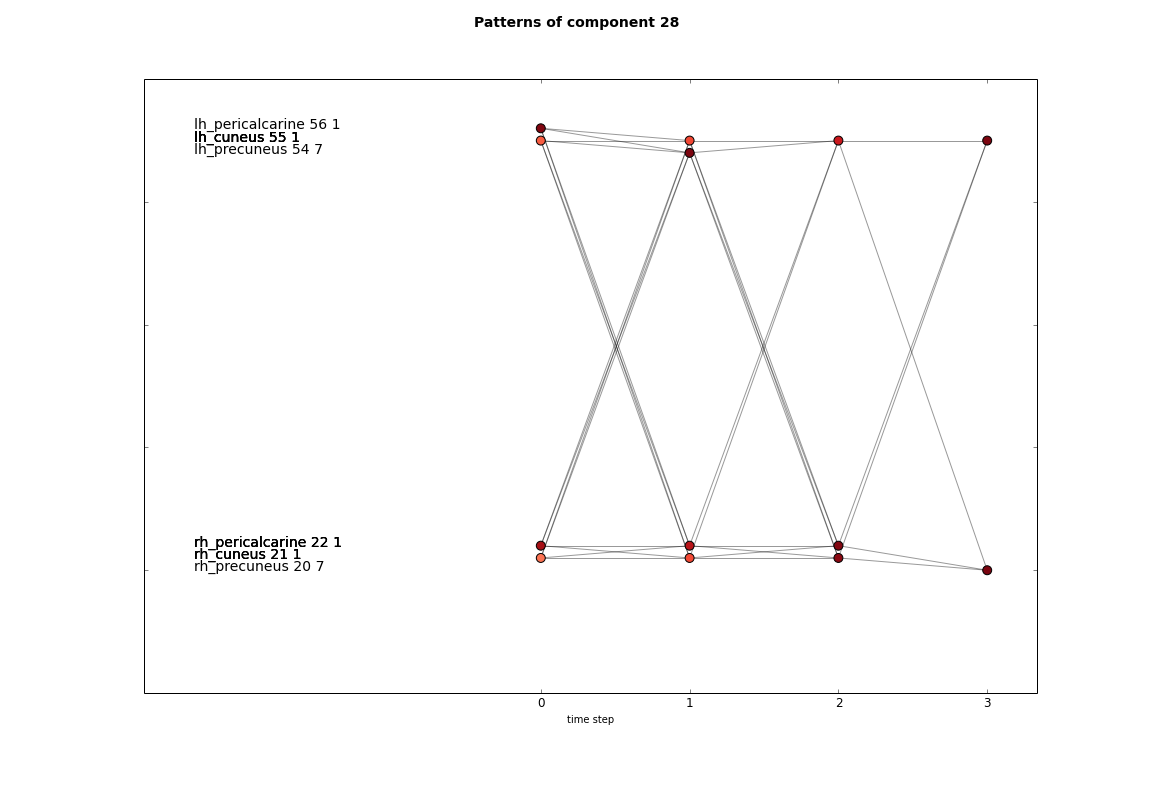 Patterns of component 28
lh_pericalcarine 56 1
lh_cuneus 55 1
lh_precuneus 54 7
rh_pericalcarine 22 1
rh_cuneus 21 1
rh_precuneus 20 7
0 1 2 3
time step